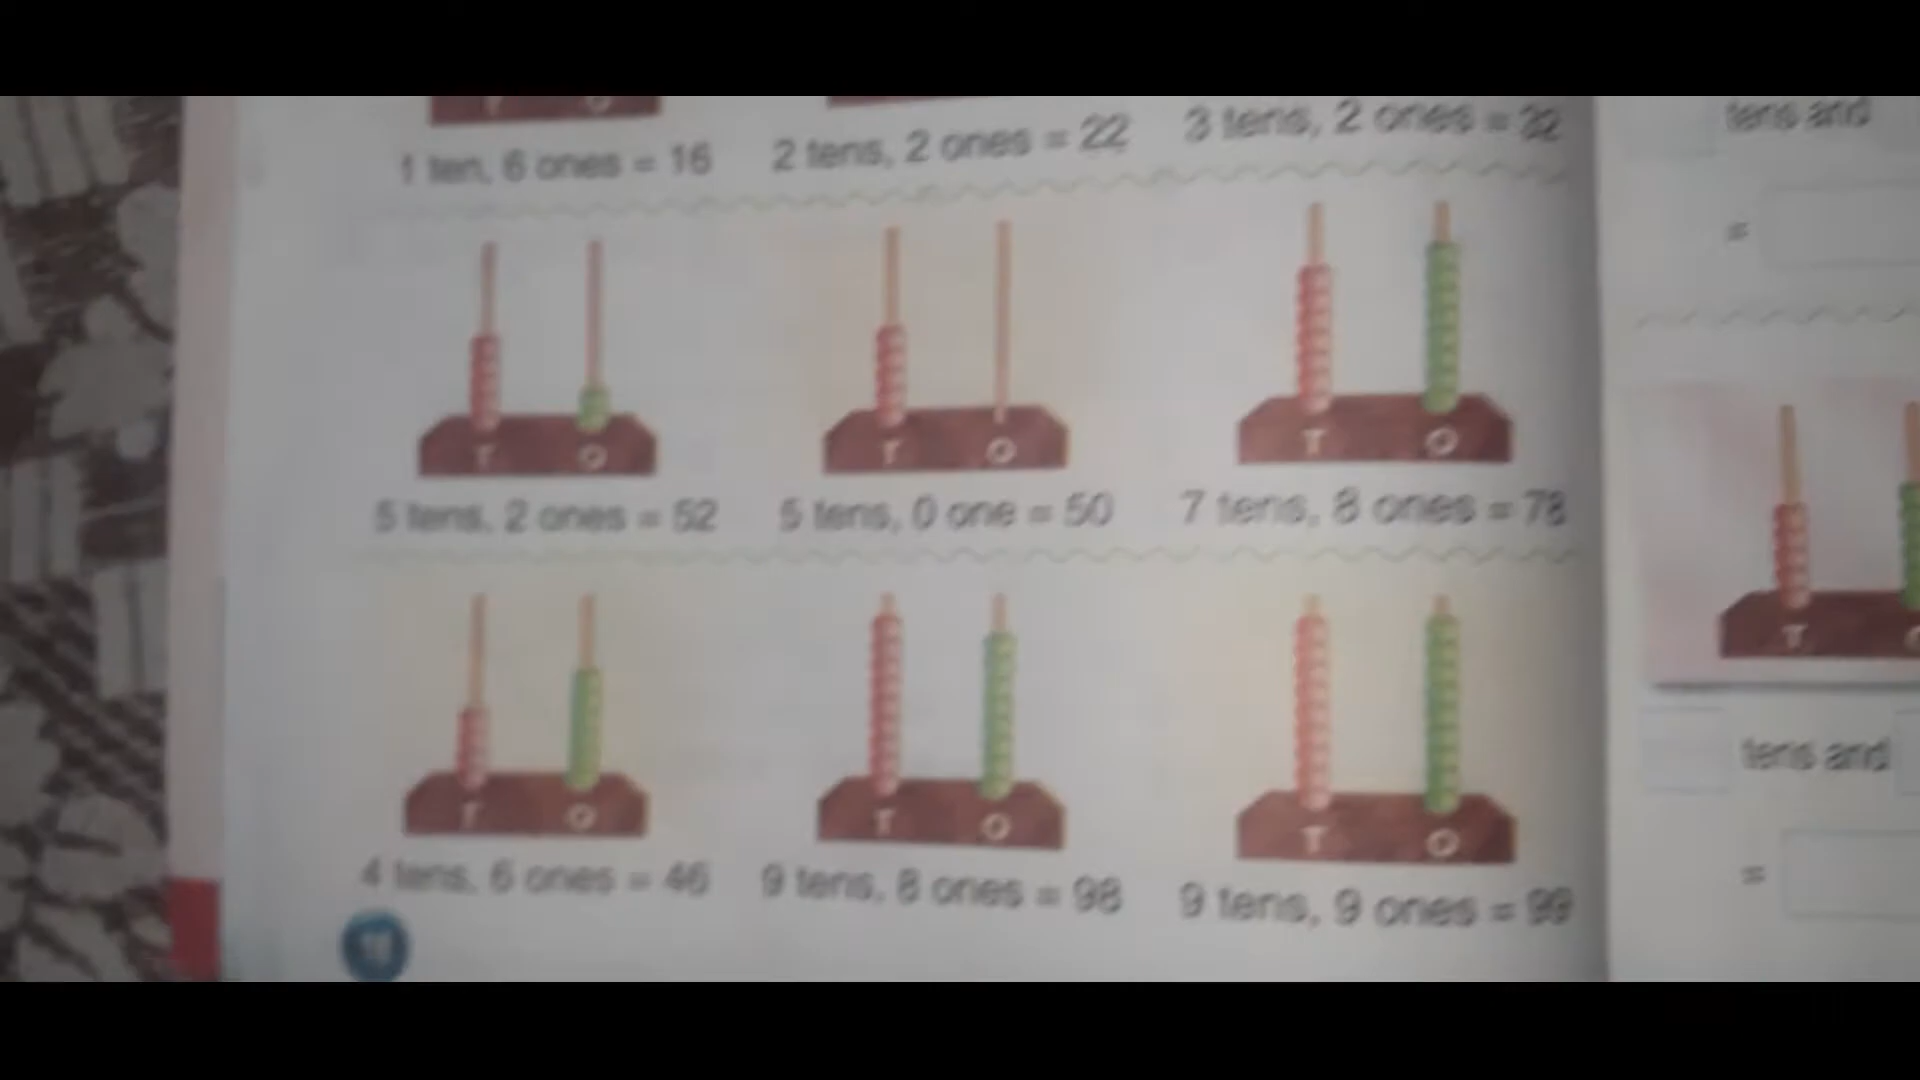 T O
1 ten, 6 ones = 16 2 tens, 2 ones = 22 3 tens, 2 ones = 32
T O T O T O
5 tens, 2 ones = 52 5 tens, 0 one = 50 7 tens, 8 ones = 78
T O T O T O
4 tens, 6 ones = 46 9 tens, 8 ones = 98 9 tens, 9 ones = 99
tens and
=
T
tens and
=